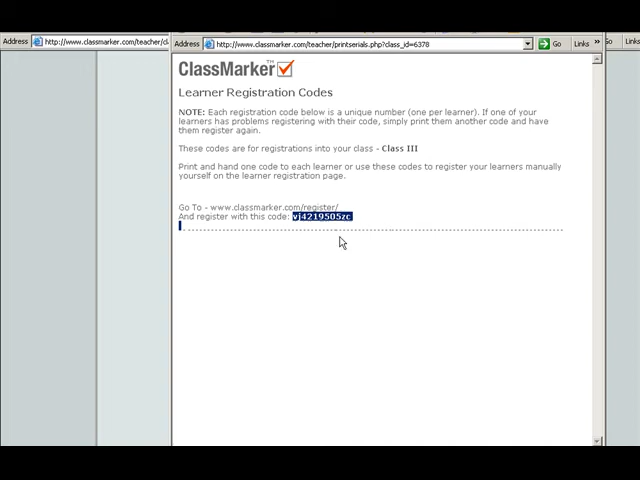 Address http://www.classmarker.com/teacher/cl
Address http://www.classmarker.com/teacher/printserials.php?class_id=6378 Go Links »
Go Links
ClassMarker™
Learner Registration Codes
NOTE: Each registration code below is a unique number (one per learner). If one of your
learners has problems registering with their code, simply print them another code and have
them register again.
These codes are for registrations into your class - Class III
Print and hand one code to each learner or use these codes to register your learners manually
yourself on the learner registration page.
Go To - www.classmarker.com/register/
And register with this code: vj4219505zc